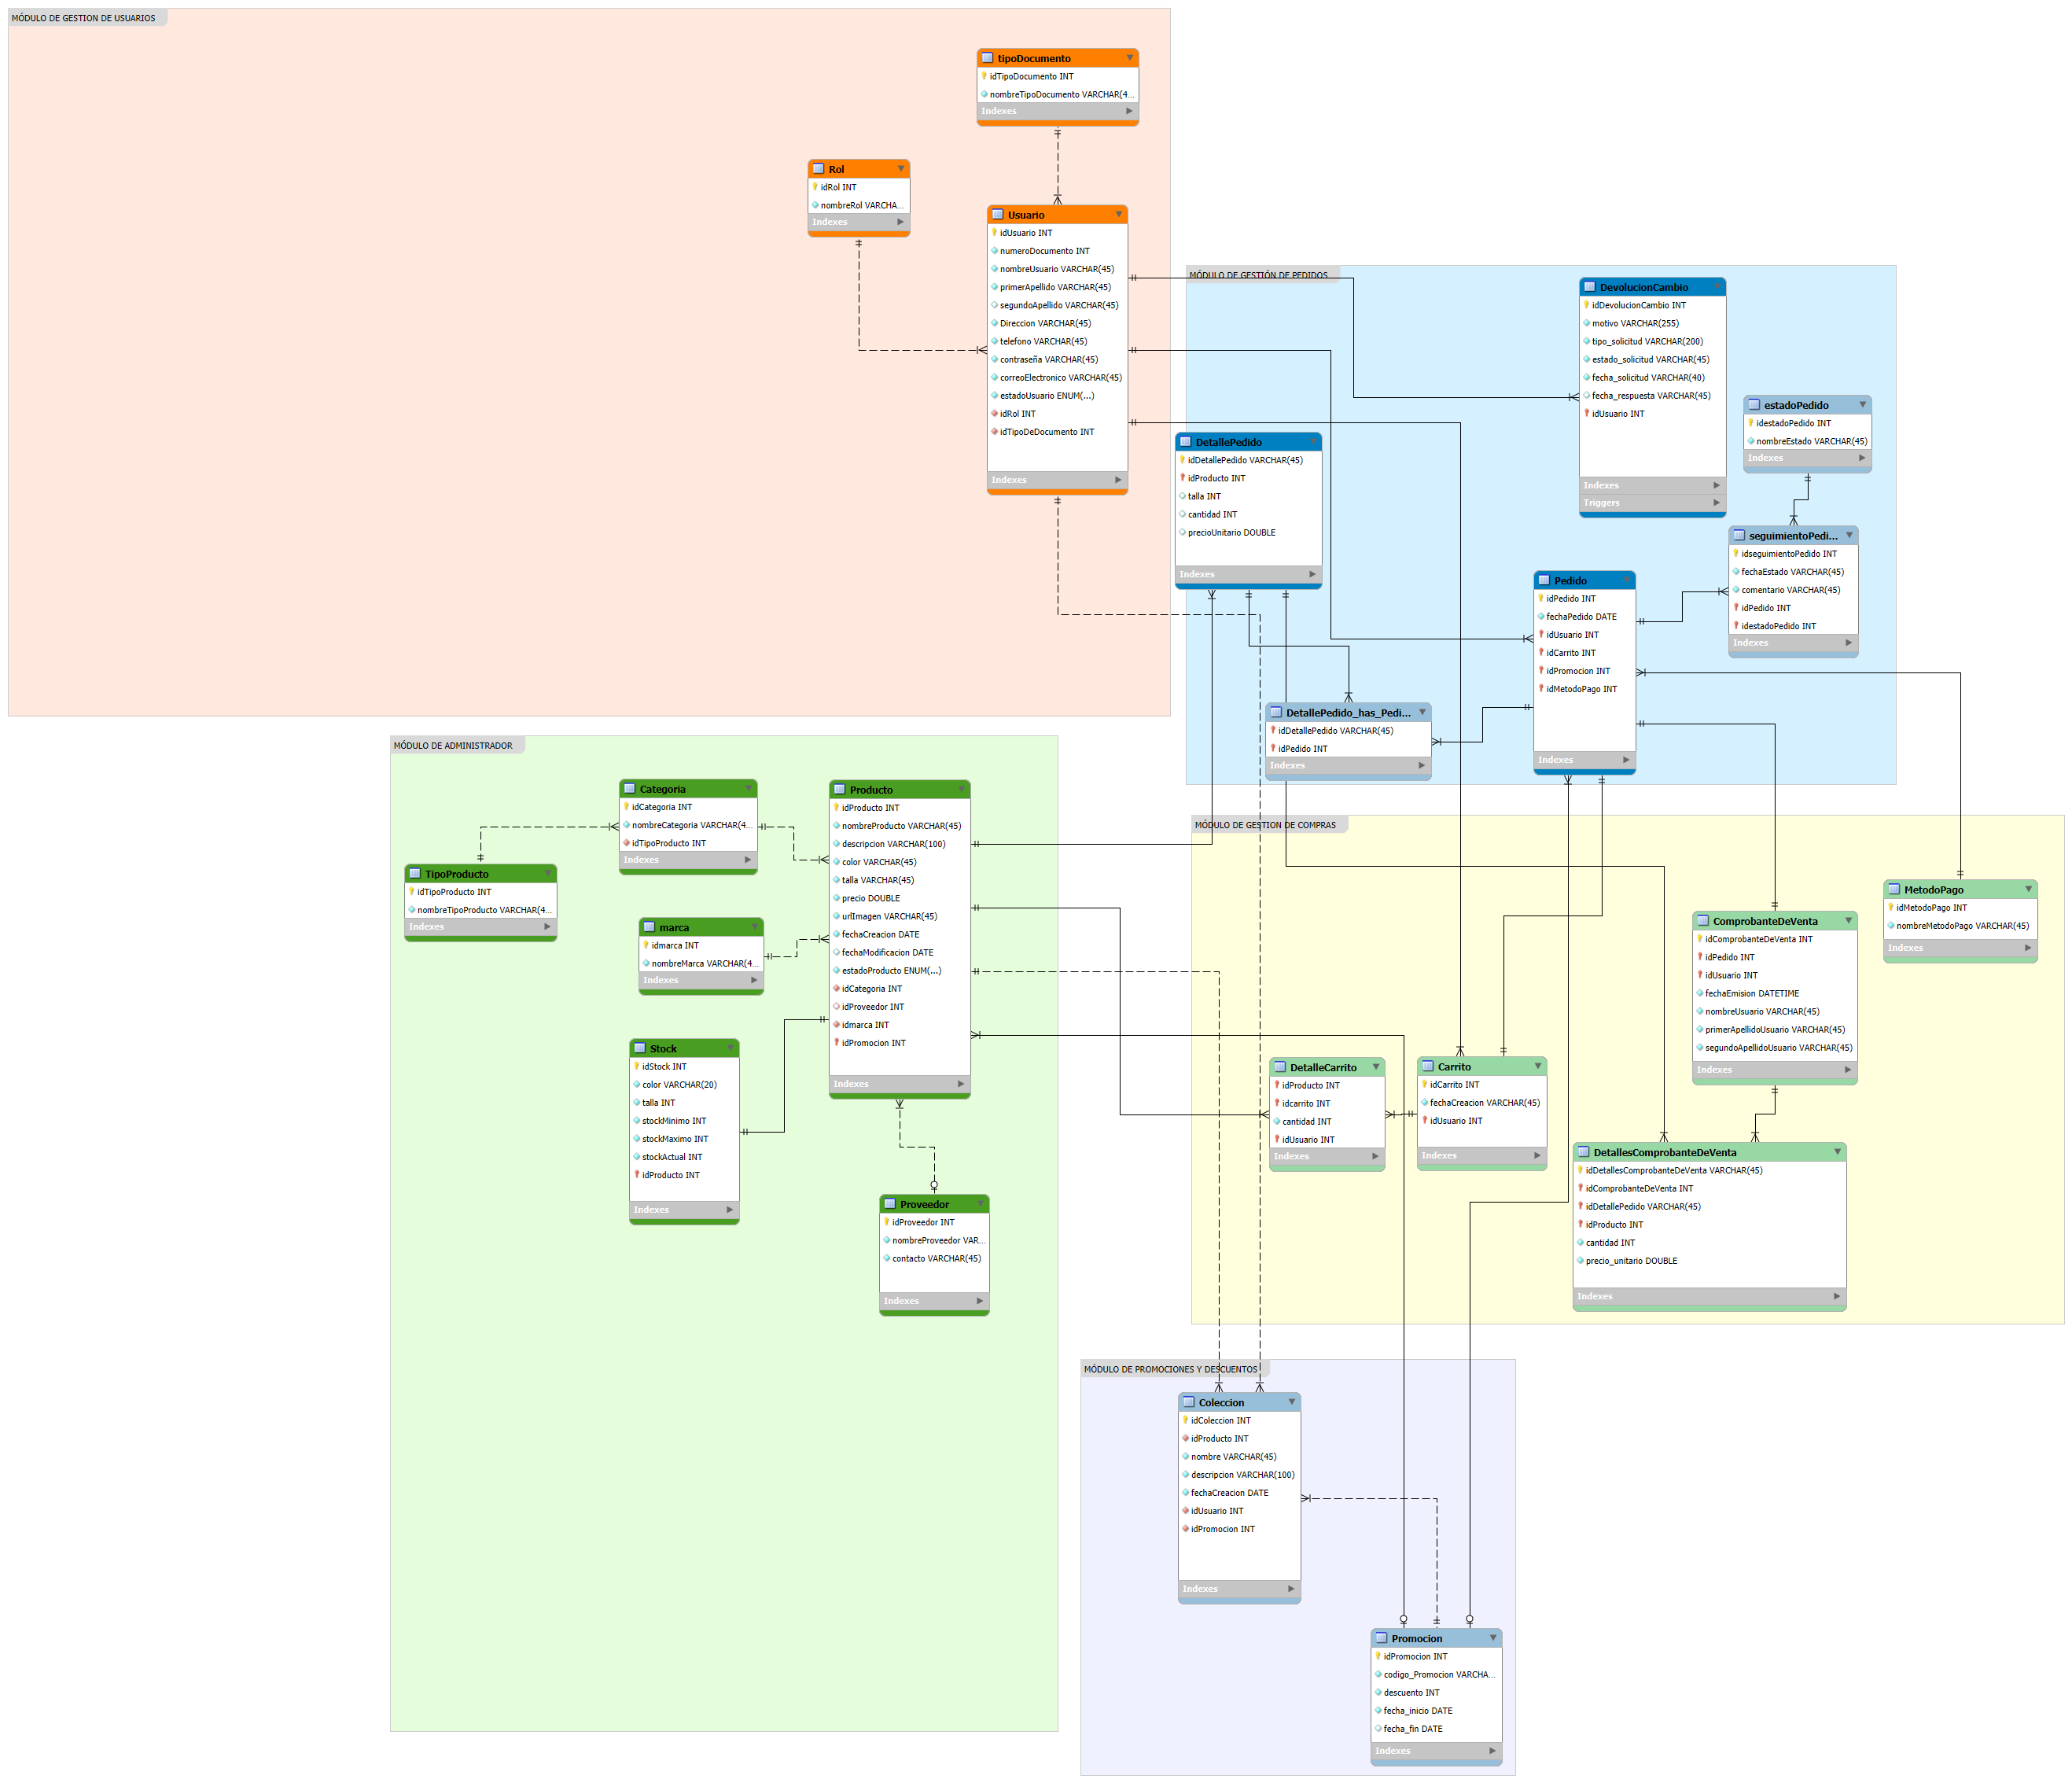 MÓDULO DE GESTION DE USUARIOS
tipoDocumento
idTipoDocumento INT
nombreTipoDocumento VARCHAR(4...
Indexes
Rol
idRol INT
nombreRol VARCHA...
Indexes
Usuario
idUsuario INT
numeroDocumento INT
nombreUsuario VARCHAR(45)
primerApellido VARCHAR(45)
segundoApellido VARCHAR(45)
Direccion VARCHAR(45)
telefono VARCHAR(45)
contraseña VARCHAR(45)
correoElectronico VARCHAR(45)
estadoUsuario ENUM(...)
idRol INT
idTipoDeDocumento INT
Indexes
MÓDULO DE GESTIÓN DE PEDIDOS
DevolucionCambio
idDevolucionCambio INT
motivo VARCHAR(255)
tipo_solicitud VARCHAR(200)
estado_solicitud VARCHAR(45)
fecha_solicitud VARCHAR(40)
fecha_respuesta VARCHAR(45)
idUsuario INT
Indexes
Triggers
estadoPedido
idestadoPedido INT
nombreEstado VARCHAR(45)
Indexes
DetallePedido
idDetallePedido VARCHAR(45)
idProducto INT
talla INT
cantidad INT
precioUnitario DOUBLE
Indexes
seguimientoPedi...
idseguimientoPedido INT
fechaEstado VARCHAR(45)
comentario VARCHAR(45)
idPedido INT
idestadoPedido INT
Indexes
Pedido
idPedido INT
fechaPedido DATE
idUsuario INT
idCarrito INT
idPromocion INT
idMetodoPago INT
Indexes
DetallePedido_has_Pedi...
idDetallePedido VARCHAR(45)
idPedido INT
Indexes
MÓDULO DE ADMINISTRADOR
Categoria
idCategoria INT
nombreCategoria VARCHAR(4...
idTipoProducto INT
Indexes
TipoProducto
idTipoProducto INT
nombreTipoProducto VARCHAR(4...
Indexes
marca
idmarca INT
nombreMarca VARCHAR(4...
Indexes
Producto
idProducto INT
nombreProducto VARCHAR(45)
descripcion VARCHAR(100)
color VARCHAR(45)
talla VARCHAR(45)
precio DOUBLE
urlImagen VARCHAR(45)
fechaCreacion DATE
fechaModificacion DATE
estadoProducto ENUM(...)
idCategoria INT
idProveedor INT
idmarca INT
idPromocion INT
Indexes
Stock
idStock INT
color VARCHAR(20)
talla INT
stockMinimo INT
stockMaximo INT
stockActual INT
idProducto INT
Indexes
Proveedor
idProveedor INT
nombreProveedor VAR...
contacto VARCHAR(45)
Indexes
MÓDULO DE GESTION DE COMPRAS
MetodoPago
idMetodoPago INT
nombreMetodoPago VARCHAR(45)
Indexes
ComprobanteDeVenta
idComprobanteDeVenta INT
idPedido INT
idUsuario INT
fechaEmision DATETIME
nombreUsuario VARCHAR(45)
primerApellidoUsuario VARCHAR(45)
segundoApellidoUsuario VARCHAR(45)
Indexes
DetalleCarrito
idProducto INT
idcarrito INT
cantidad INT
idUsuario INT
Indexes
Carrito
idCarrito INT
fechaCreacion VARCHAR(45)
idUsuario INT
Indexes
DetallesComprobanteDeVenta
idDetallesComprobanteDeVenta VARCHAR(45)
idComprobanteDeVenta INT
idDetallePedido VARCHAR(45)
idProducto INT
cantidad INT
precio_unitario DOUBLE
Indexes
MÓDULO DE PROMOCIONES Y DESCUENTOS
Coleccion
idColeccion INT
idProducto INT
nombre VARCHAR(45)
descripcion VARCHAR(100)
fechaCreacion DATE
idUsuario INT
idPromocion INT
Indexes
Promocion
idPromocion INT
codigo_Promocion VARCHA...
descuento INT
fecha_inicio DATE
fecha_fin DATE
Indexes